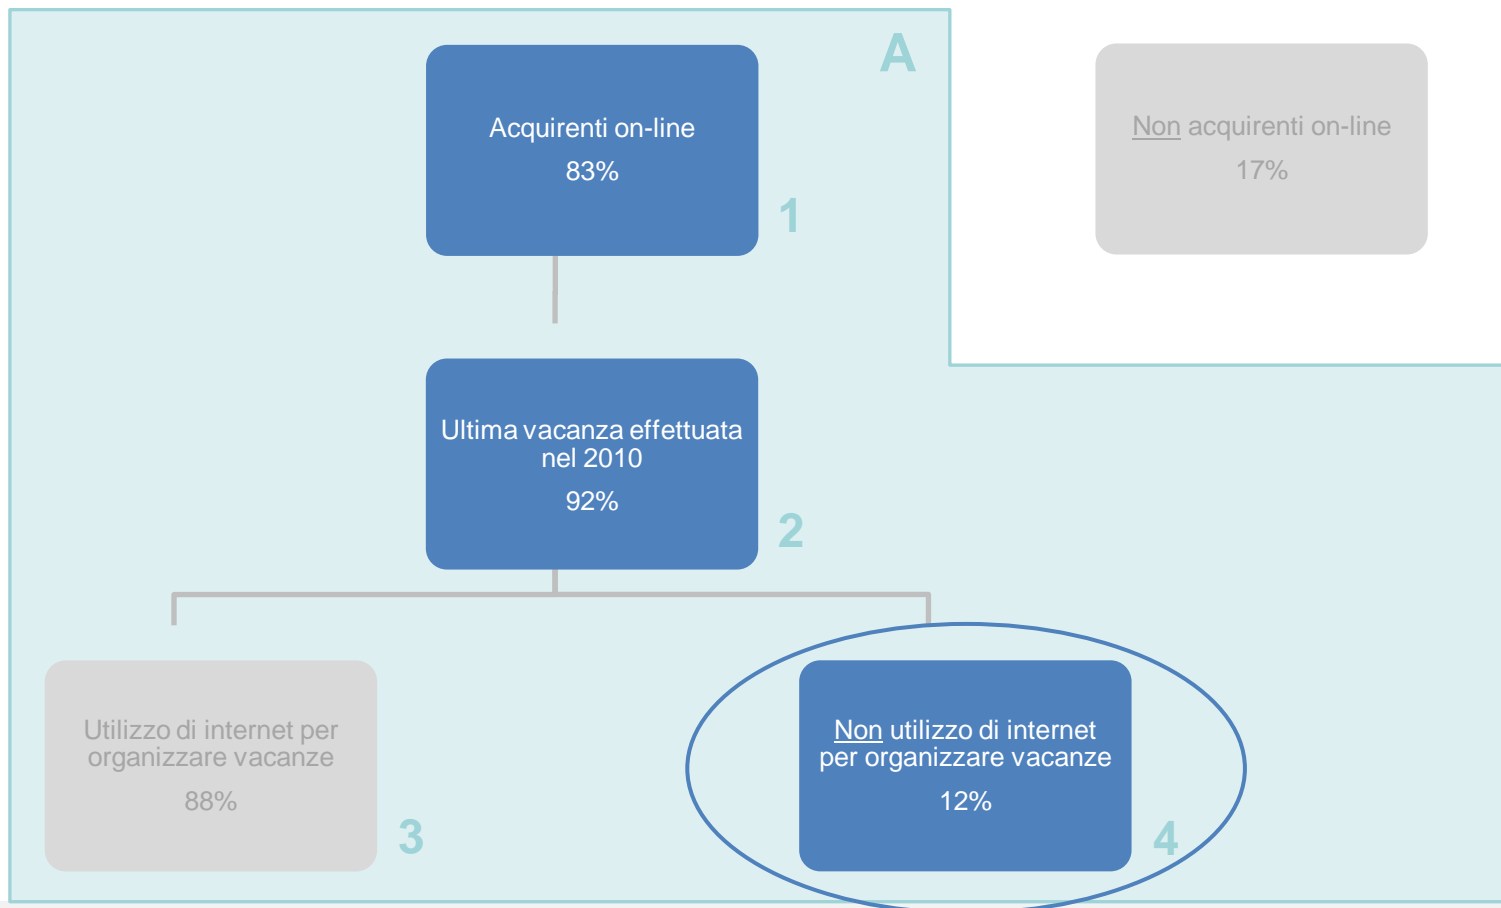 A
Acquirenti on-line
83%
1
Non acquirenti on-line
17%
Ultima vacanza effettuata
nel 2010
92%
2
Utilizzo di internet per
organizzare vacanze
88%
3
Non utilizzo di internet
per organizzare vacanze
12%
4